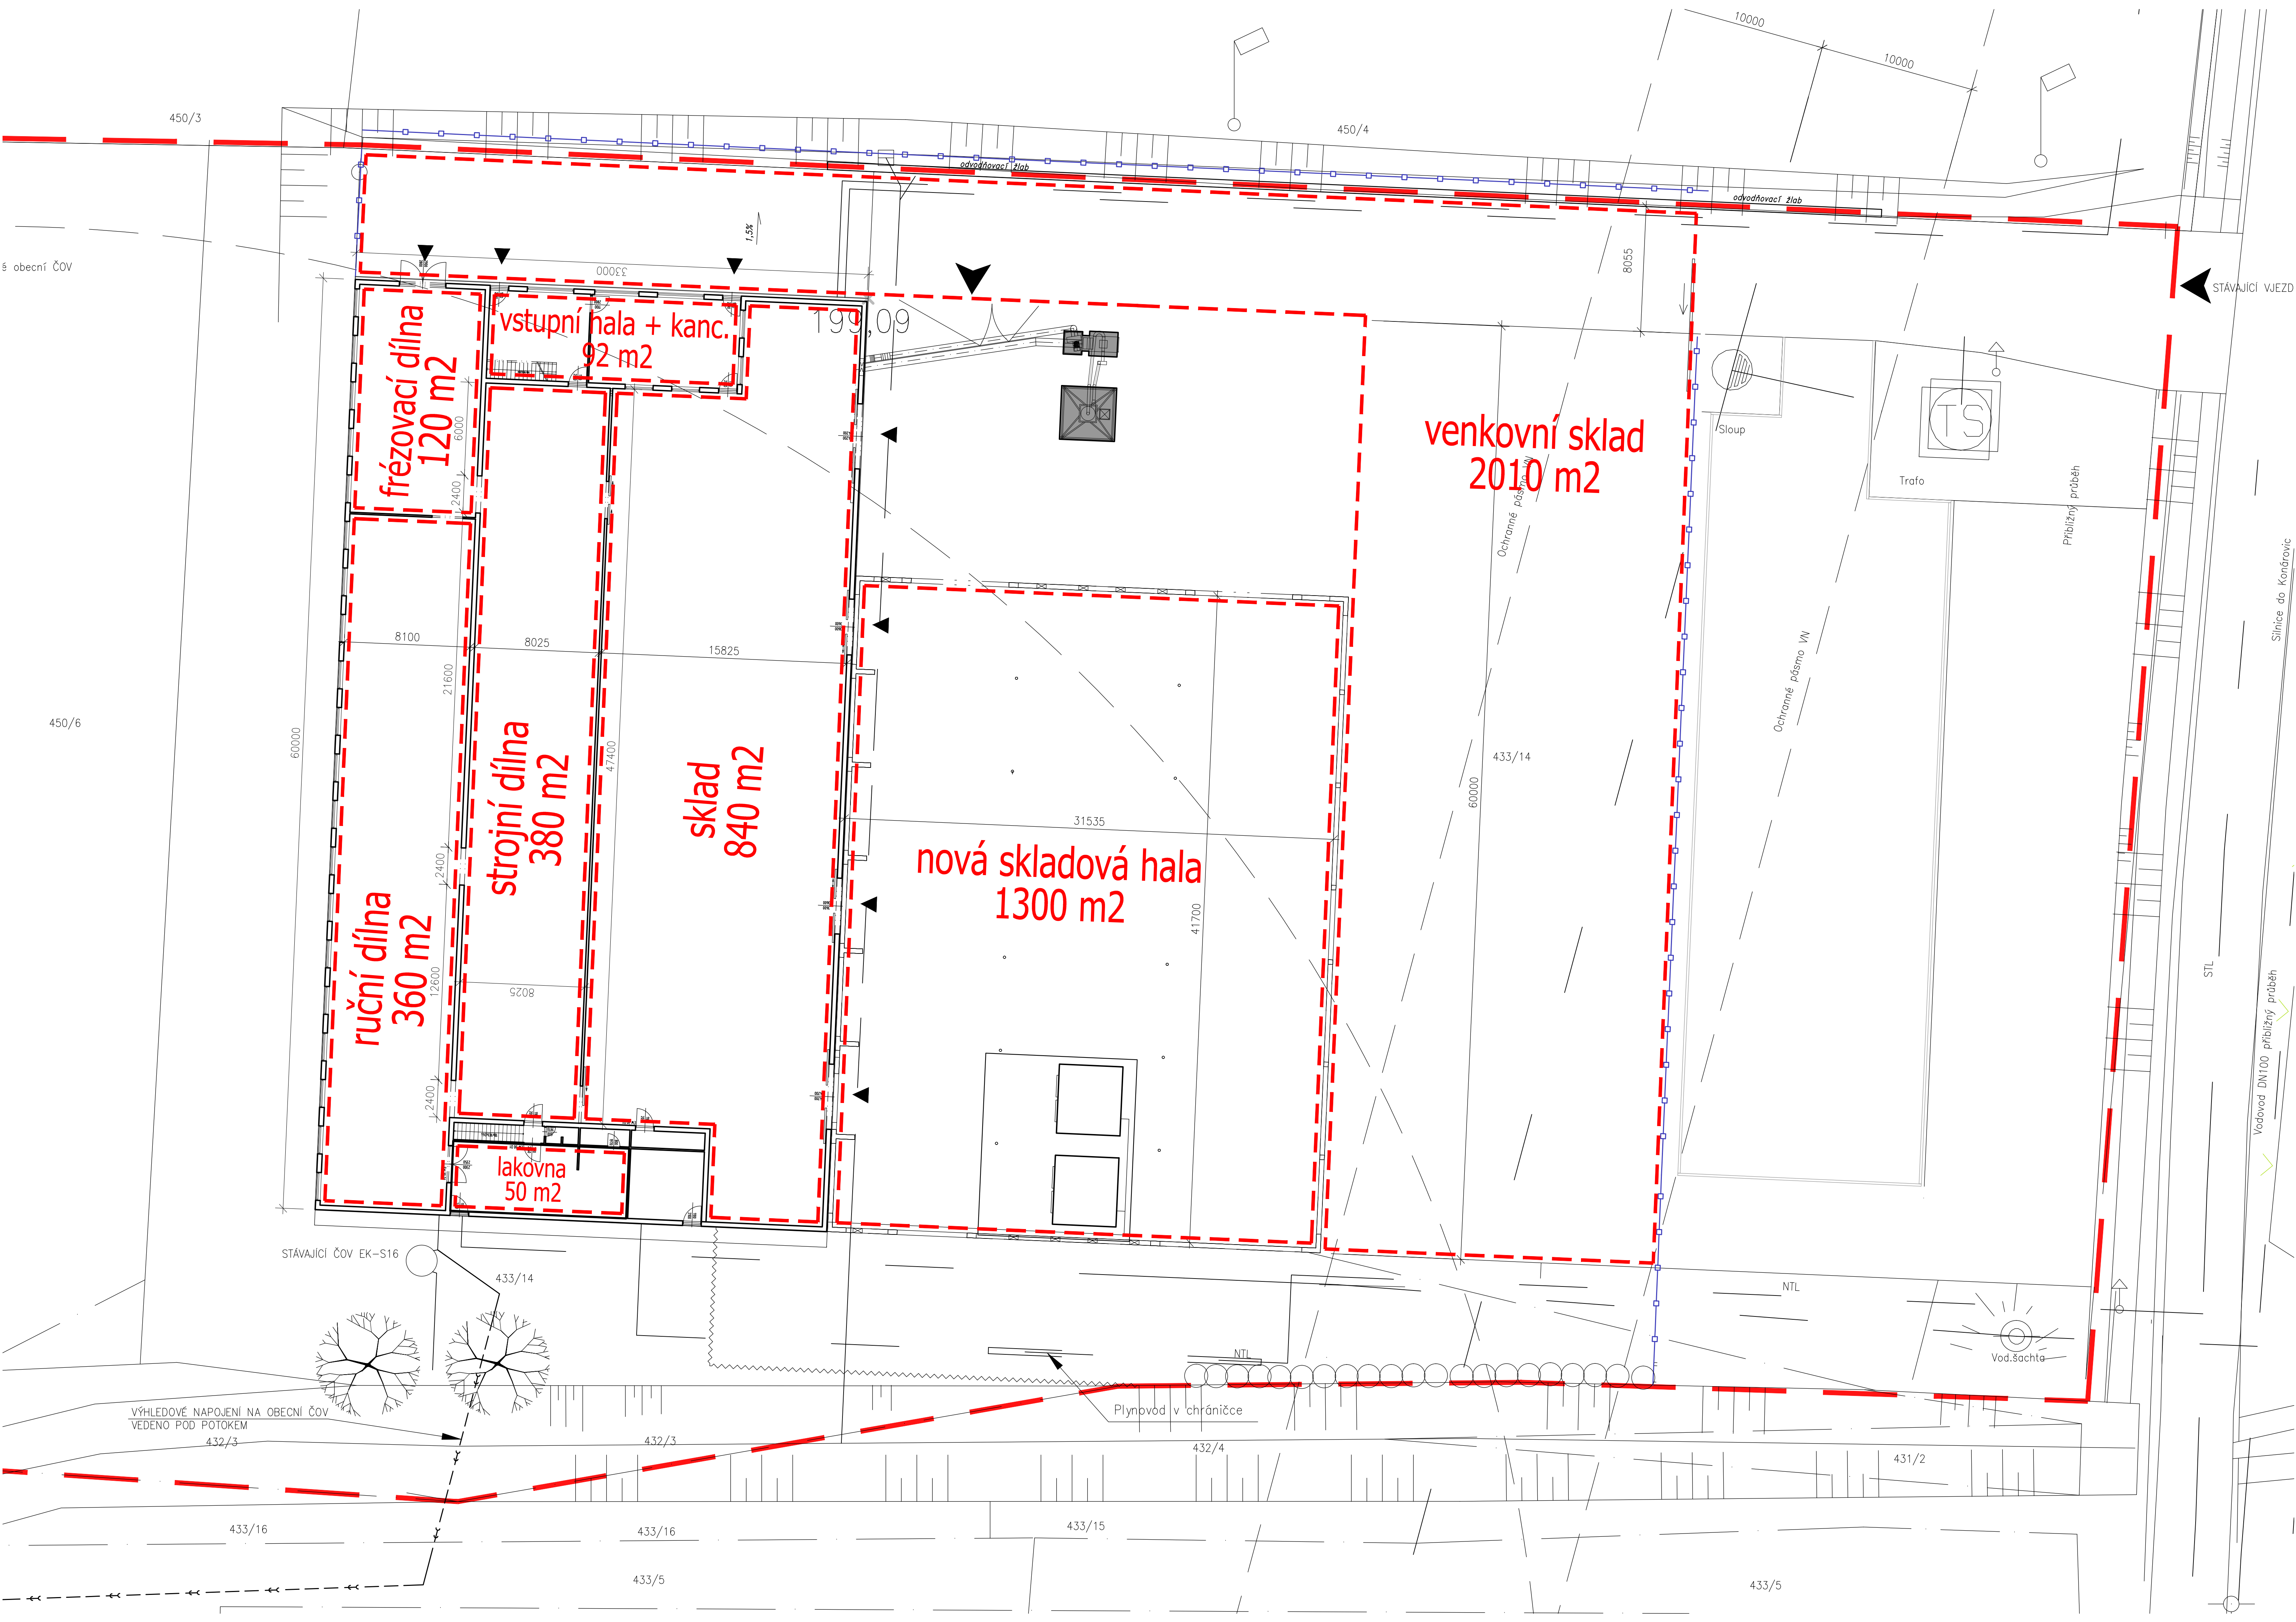 10000
10000
450/3
450/4
odvodňovací žlab
odvodňovací žlab
1,5%
é obecní ČOV
33000
8055
STÁVAJÍCÍ VJEZD
199,09
vstupní hala + kanc.
92 m2
frézovací dílna
120 m2
6000
2400
venkovní sklad
2010 m2
Sloup
TS
Trafo
Ochranné pásmo VN
Přibližný průběh
Silnice do Kanárovic
8100
8025
15825
21600
60000
47400
450/6
Ochranné pásmo VN
433/14
60000
strojní dílna
380 m2
sklad
840 m2
31535
nová skladová hala
1300 m2
41700
2400
ruční dílna
360 m2
12600
8025
STL
Vodovod DN100 přibližný průběh
2400
lakovna
50 m2
STÁVAJÍCÍ ČOV EK-S16
433/14
NTL
NTL
Vod.šachta
Plynovod v chráničce
VÝHLEDOVÉ NAPOJENÍ NA OBECNÍ ČOV
VEDENO POD POTOKEM
432/3
432/3
432/4
431/2
433/16
433/16
433/15
433/5
433/5